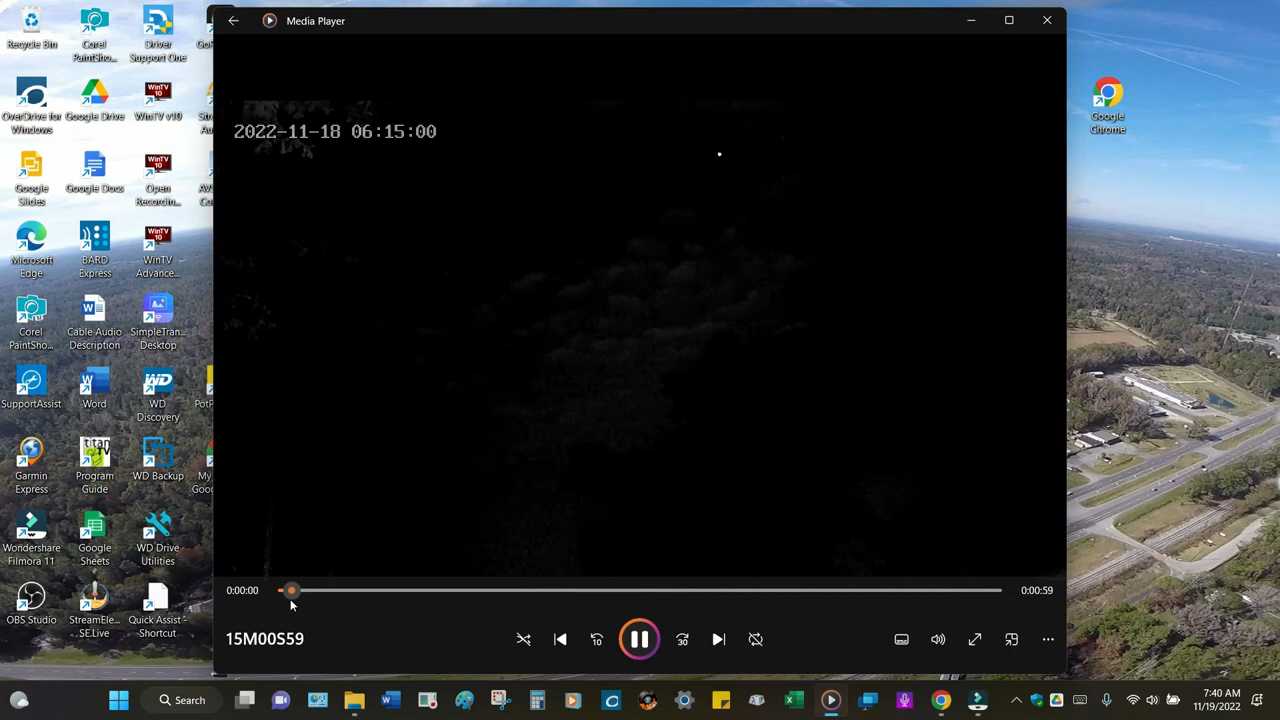 Media Player
2022-11-18 06:15:00
0:00:00
0:00:59
15M00S59
10
30
Recycle Bin
Corel
PaintSho...
Driver
Support One
OverDrive for
Windows
Google Drive
WinTV v10
Google
Slides
Google Docs
Open
Recordin...
Microsoft
Edge
BARD
Express
WinTV
Advance...
Corel
PaintSho...
Cable Audio
Description
SimpleTran...
Desktop
SupportAssist
Word
WD
Discovery
Garmin
Express
titan
TV
Program
Guide
WD Backup
Wondershare
Filmora 11
Google
Sheets
WD Drive
Utilities
OBS Studio
StreamEle...
SE.Live
Quick Assist -
Shortcut
Google
Chrome
Search
7:40 AM
11/19/2022